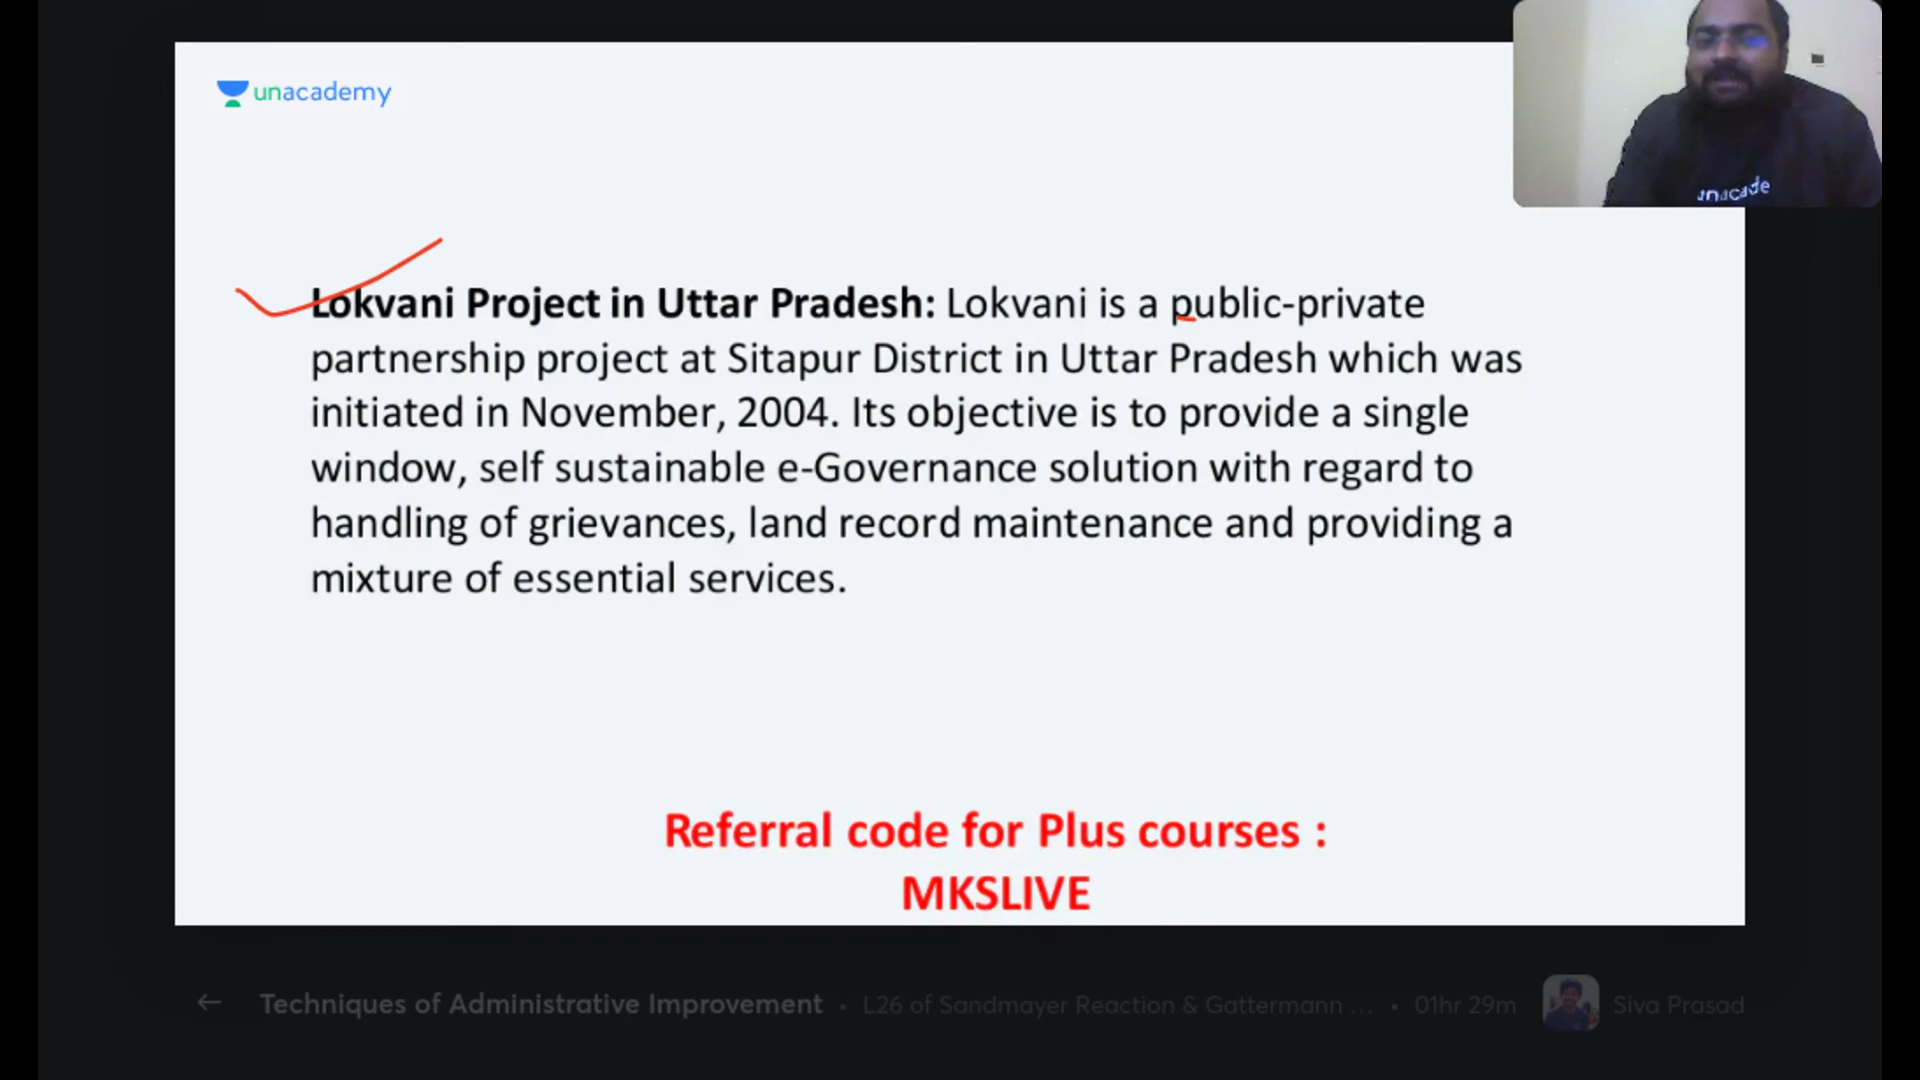 unacademy
unacade
Lokvani Project in Uttar Pradesh: Lokvani is a public-private
partnership project at Sitapur District in Uttar Pradesh which was
initiated in November, 2004. Its objective is to provide a single
window, self sustainable e-Governance solution with regard to
handling of grievances, land record maintenance and providing a
mixture of essential services.
Referral code for Plus courses :
MKSLIVE
Techniques of Administrative Improvement • L26 of Sandmayer Reaction & Gattermann ... • 01hr 29m Siva Prasad